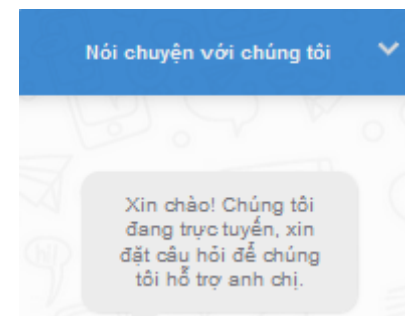 Nói chuyện với chúng tôi
Xin chào! Chúng tôi
đang trực tuyến, xin
đặt câu hỏi để chúng
tôi hỗ trợ anh chị.